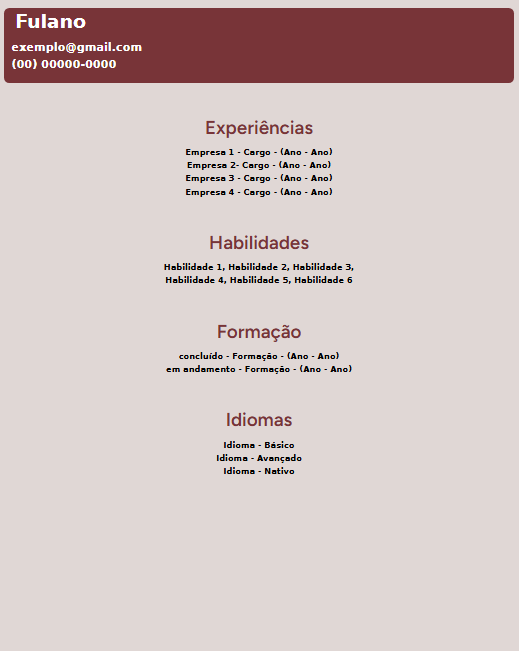 Fulano
exemplo@gmail.com
(00) 00000-0000
Experiências
Empresa 1 - Cargo - (Ano - Ano)
Empresa 2- Cargo - (Ano - Ano)
Empresa 3 - Cargo - (Ano - Ano)
Empresa 4 - Cargo - (Ano - Ano)
Habilidades
Habilidade 1, Habilidade 2, Habilidade 3,
Habilidade 4, Habilidade 5, Habilidade 6
Formação
concluído - Formação - (Ano - Ano)
em andamento - Formação - (Ano - Ano)
Idiomas
Idioma - Básico
Idioma - Avançado
Idioma - Nativo